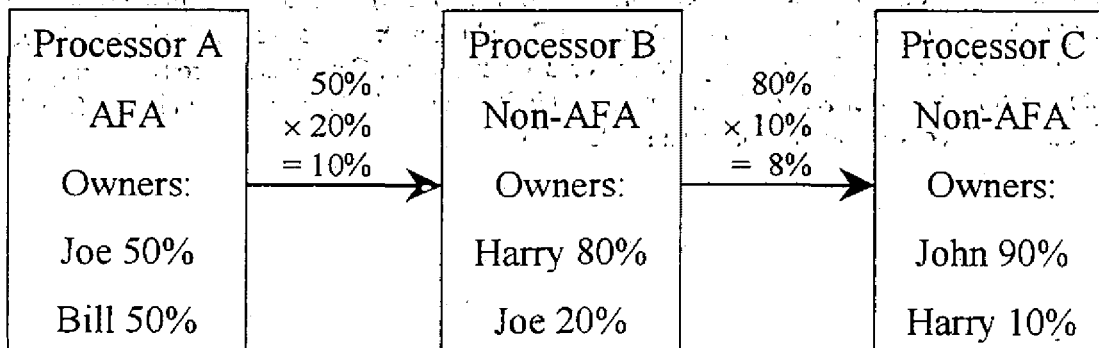 Processor A
AFA
Owners:
Joe 50%
Bill 50%
50%
× 20%
= 10%
Processor B
Non-AFA
Owners:
Harry 80%
Joe 20%
80%
× 10%
= 8%
Processor C
Non-AFA
Owners:
John 90%
Harry 10%